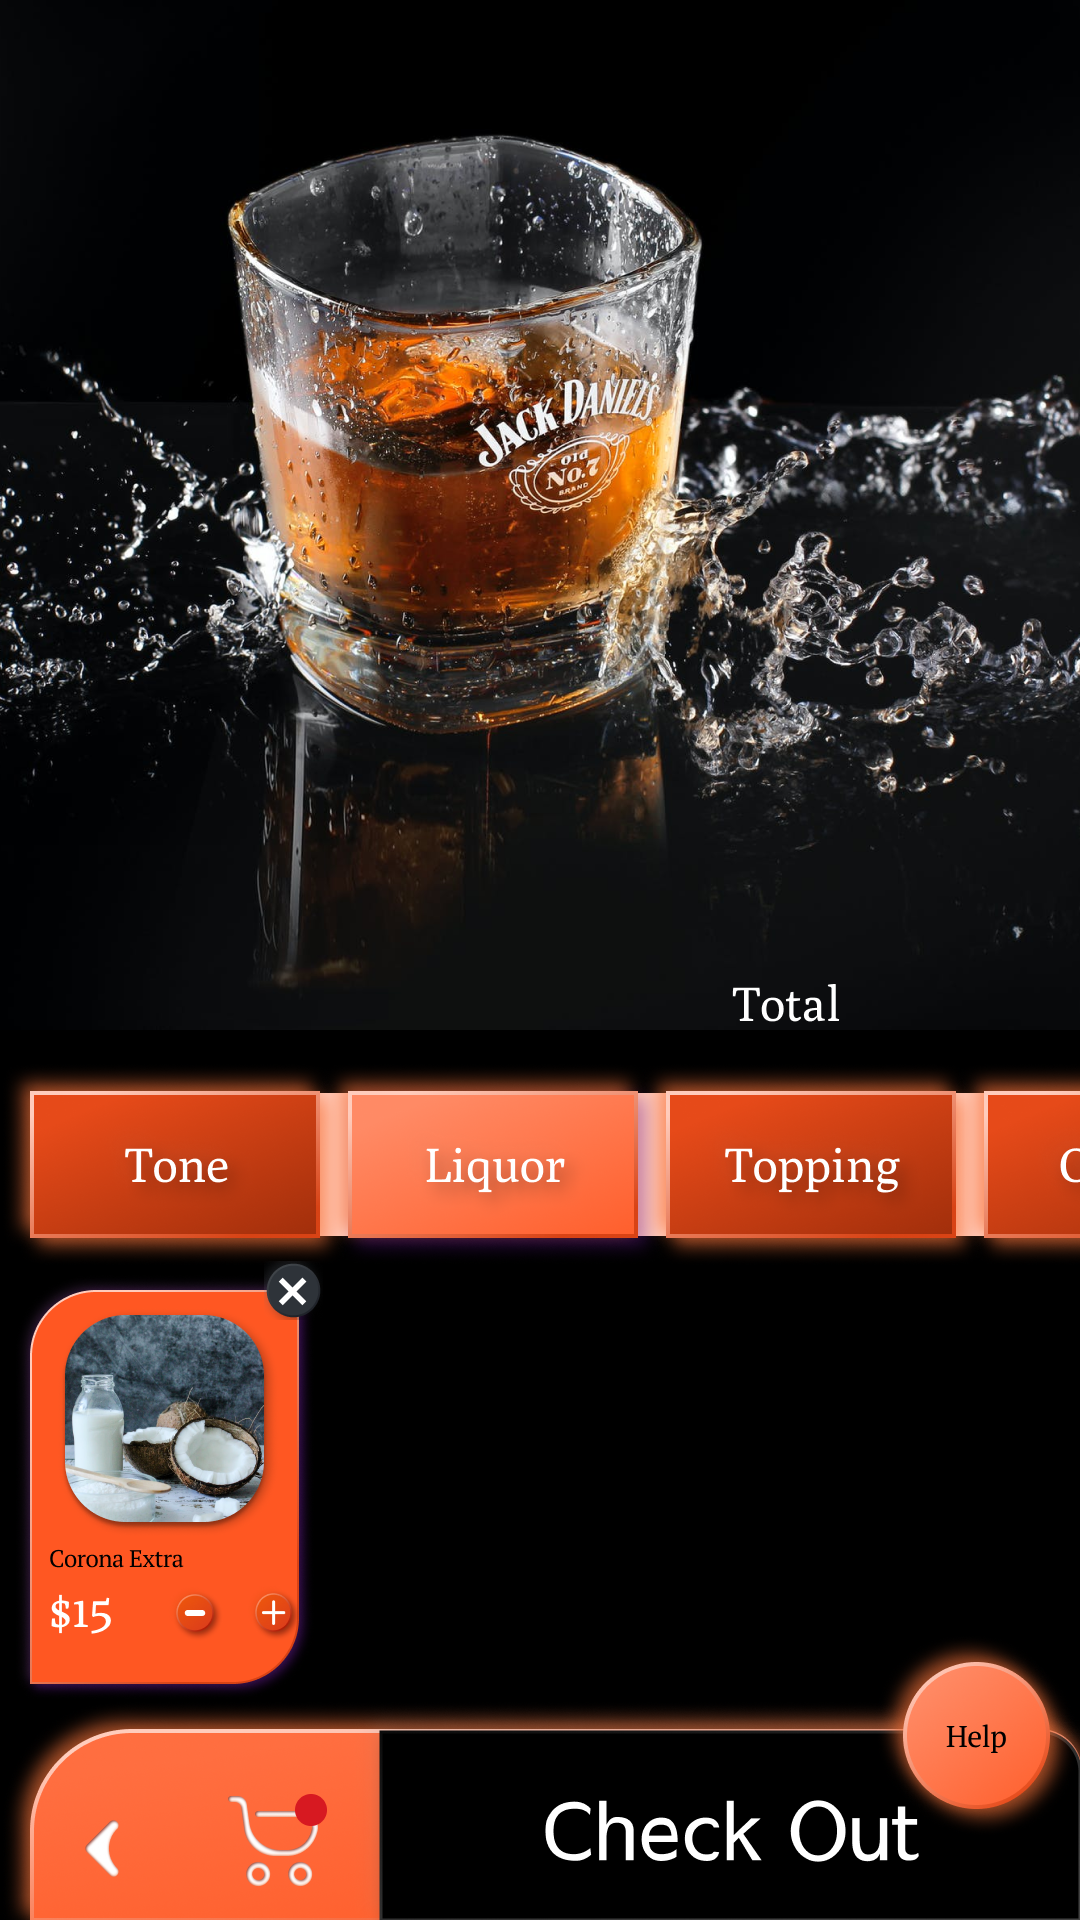 JACK DANIEL'S
OLD
No.7
BRAND
Total
Tone
Liquor
Topping
Corona Extra
$15
Help
Check Out